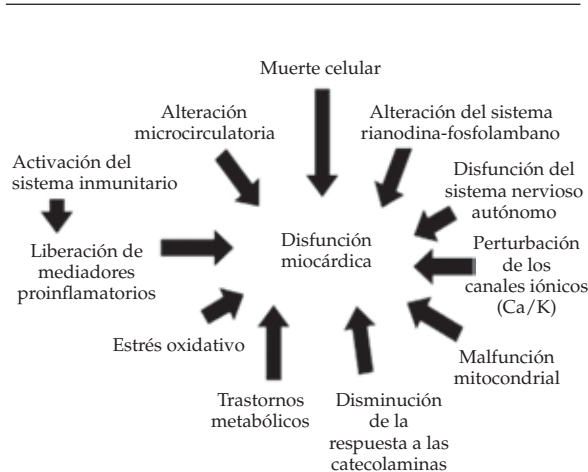 Muerte celular
Alteración
microcirculatoria
Alteración del sistema
rianodina-fosfolambano
Activación del
sistema inmunitario
Disfunción del
sistema nervioso
autónomo
Liberación de
mediadores
proinflamatorios
Disfunción
miocárdica
Perturbación
de los
canales iónicos
(Ca/K)
Estrés oxidativo
Malfunción
mitocondrial
Trastornos
metabólicos
Disminución
de la
respuesta a las
catecolaminas